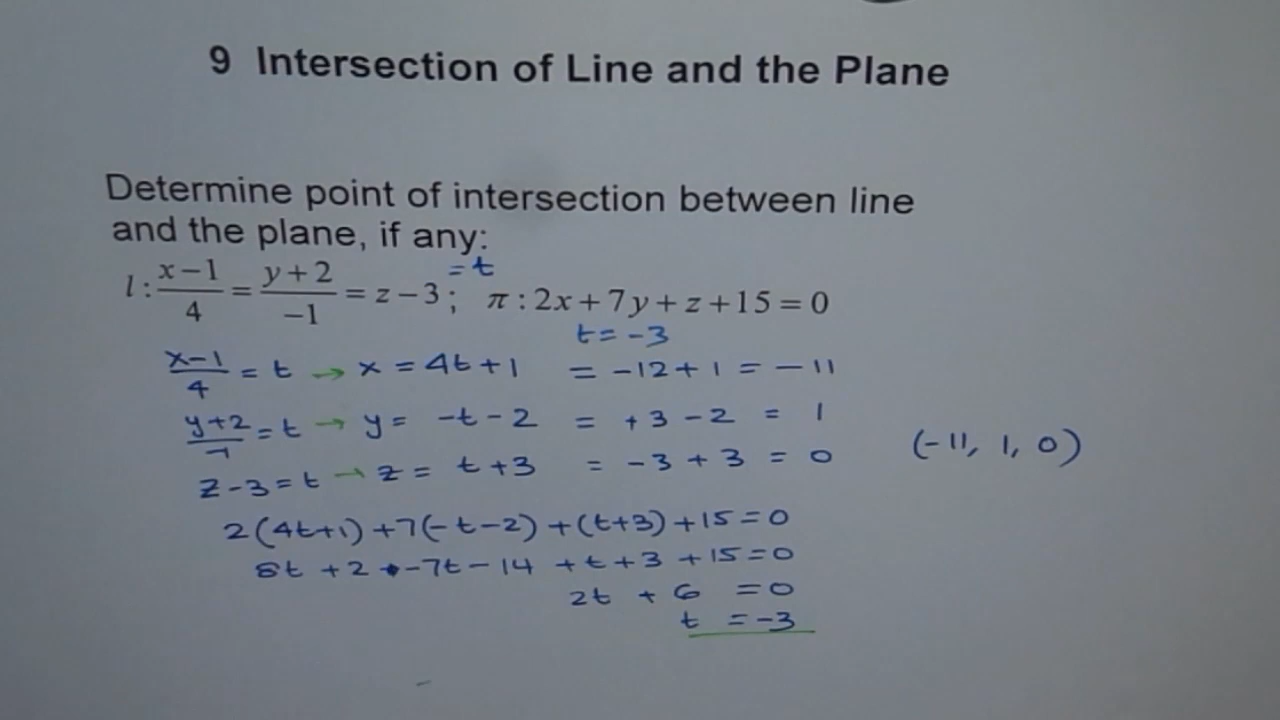 9 Intersection of Line and the Plane
Determine point of intersection between line
and the plane, if any:
= t
l : (x−1)/4 = (y+2)/−1 = z−3 ; π : 2x+7y+z+15=0
t = -3
(x-1)/4 = t → x = 4t+1 = -12+1 = -11
(y+2)/-1 = t → y = -t-2 = +3-2 = 1
z-3 = t → z = t+3 = -3+3 = 0
(-11, 1, 0)
2(4t+1)+7(-t-2)+(t+3)+15=0
8t +2 -7t-14 +t+3 +15=0
2t + 6 =0
t = -3